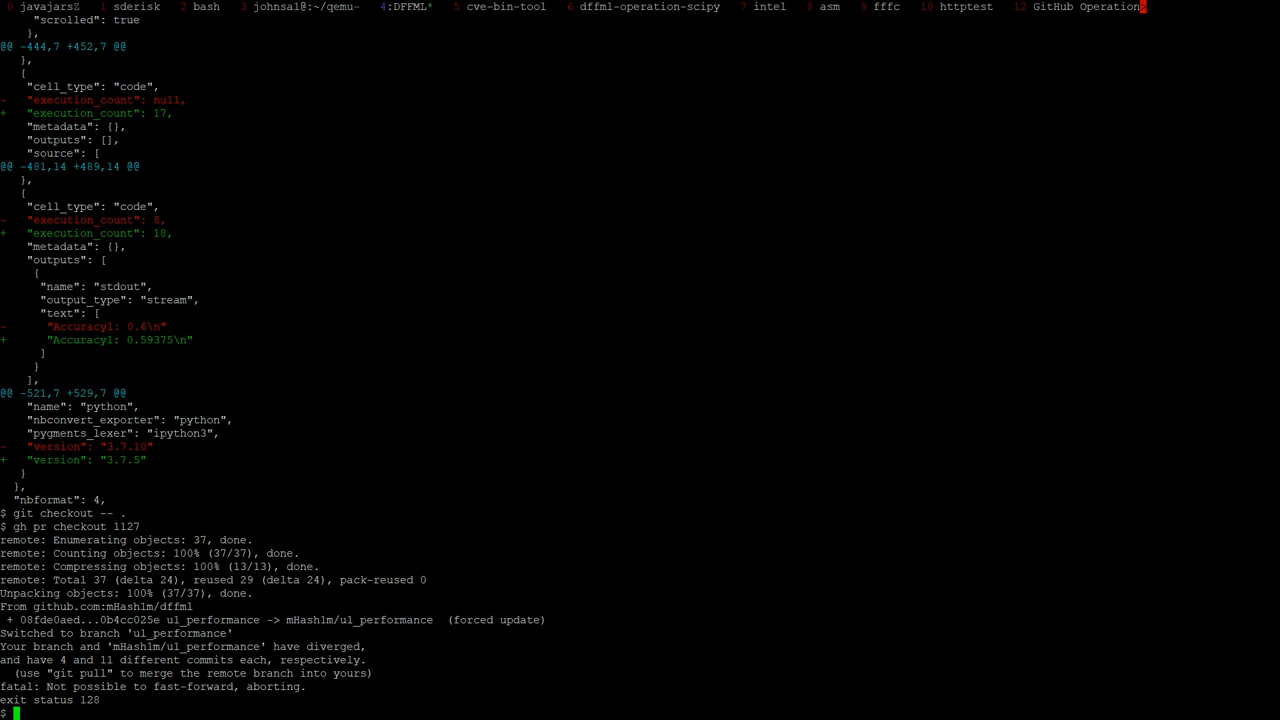 0 javajarsZ  1 sderisk  2 bash  3 johnsal@:~/qemu-  4:DFFML*  5 cve-bin-tool  6 dffml-operation-scipy  7 intel  8 asm  9 fffc  10 httptest  12 GitHub Operation>
     "scrolled": true
    },
@@ -444,7 +452,7 @@
   },
   {
    "cell_type": "code",
-   "execution_count": null,
+   "execution_count": 17,
    "metadata": {},
    "outputs": [],
    "source": [
@@ -481,14 +489,14 @@
   },
   {
    "cell_type": "code",
-   "execution_count": 8,
+   "execution_count": 18,
    "metadata": {},
    "outputs": [
     {
      "name": "stdout",
      "output_type": "stream",
      "text": [
-      "Accuracy1: 0.6\n"
+      "Accuracy1: 0.59375\n"
      ]
     }
    ],
@@ -521,7 +529,7 @@
    "name": "python",
    "nbconvert_exporter": "python",
    "pygments_lexer": "ipython3",
-   "version": "3.7.10"
+   "version": "3.7.5"
   }
  },
  "nbformat": 4,
$ git checkout -- .
$ gh pr checkout 1127
remote: Enumerating objects: 37, done.
remote: Counting objects: 100% (37/37), done.
remote: Compressing objects: 100% (13/13), done.
remote: Total 37 (delta 24), reused 29 (delta 24), pack-reused 0
Unpacking objects: 100% (37/37), done.
From github.com:mHash1m/dffml
 + 08fde0aed...0b4cc025e u1_performance -> mHash1m/u1_performance  (forced update)
Switched to branch 'u1_performance'
Your branch and 'mHash1m/u1_performance' have diverged,
and have 4 and 11 different commits each, respectively.
  (use "git pull" to merge the remote branch into yours)
fatal: Not possible to fast-forward, aborting.
exit status 128
$